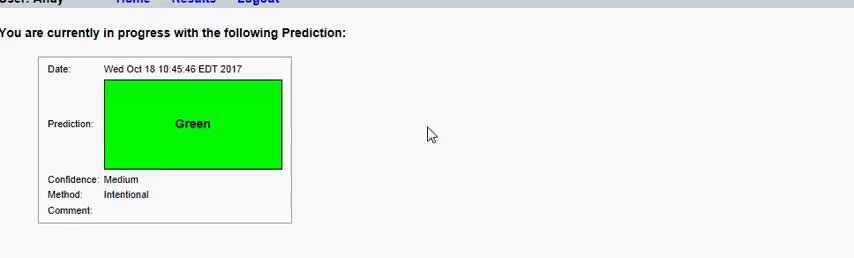 User: Andy Home Results Logout
You are currently in progress with the following Prediction:
Date: Wed Oct 18 10:45:46 EDT 2017
Prediction: Green
Confidence: Medium
Method: Intentional
Comment: